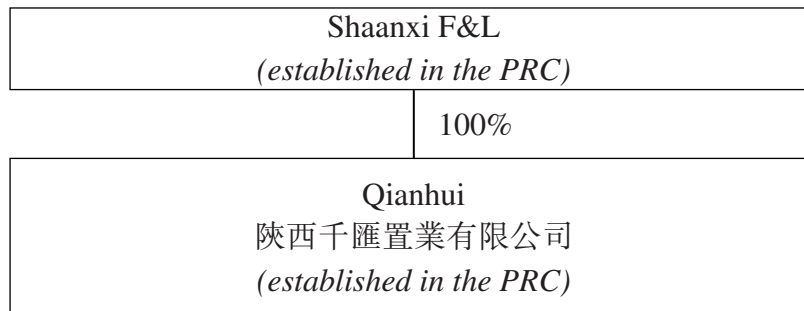 Shaanxi F&L
(established in the PRC)
100%
Qianhui
陝西千匯置業有限公司
(established in the PRC)